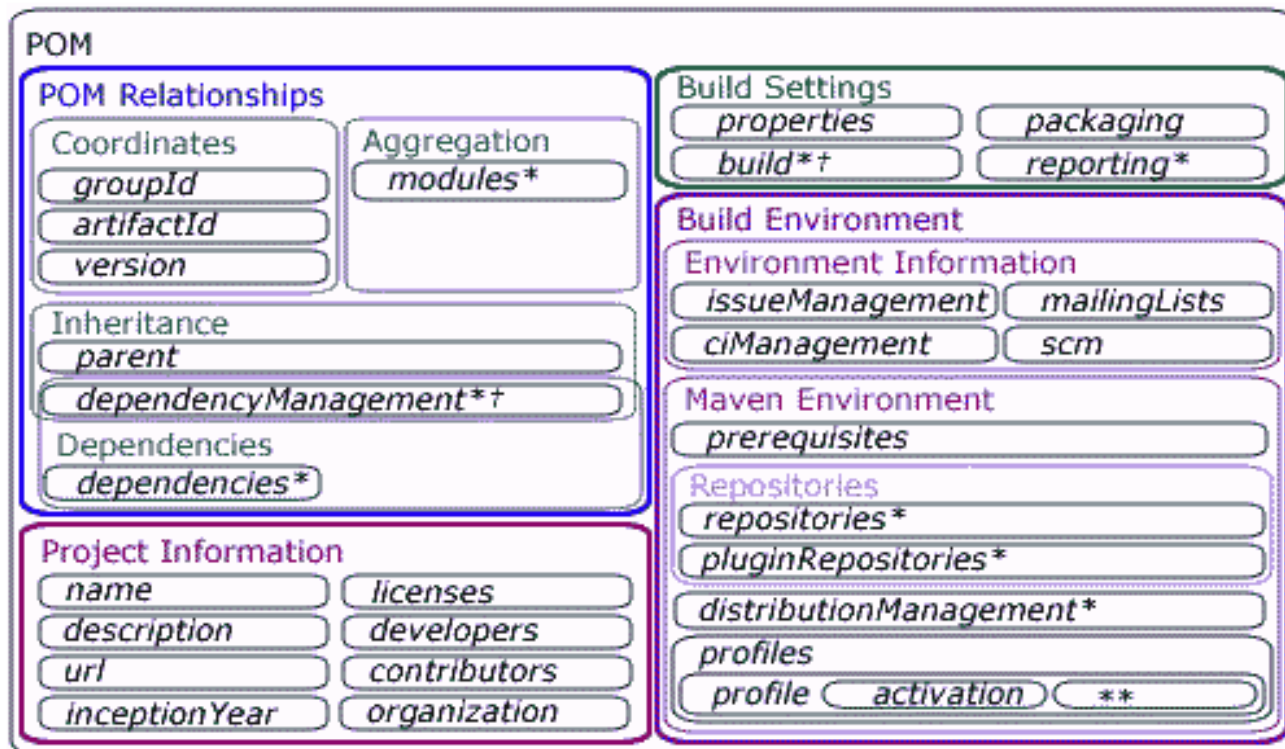 POM
POM Relationships
Coordinates
groupId
artifactId
version
Aggregation
modules*
Inheritance
parent
dependencyManagement*†
Dependencies
dependencies*
Project Information
name
licenses
description
developers
url
contributors
inceptionYear
organization
Build Settings
properties
packaging
build*†
reporting*
Build Environment
Environment Information
issueManagement
mailingLists
ciManagement
scm
Maven Environment
prerequisites
Repositories
repositories*
pluginRepositories*
distributionManagement*
profiles
profile activation **